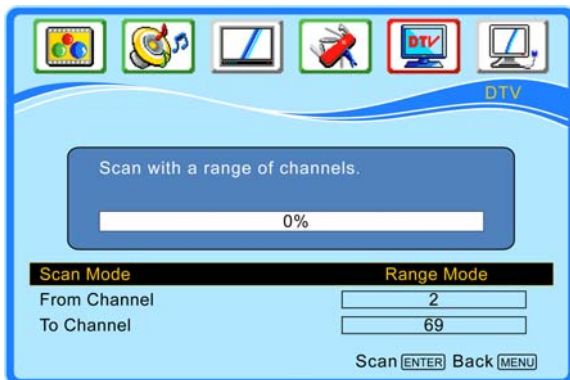 DTV
DTV
Scan with a range of channels.
0%
Scan Mode Range Mode
From Channel 2
To Channel 69
Scan ENTER Back MENU